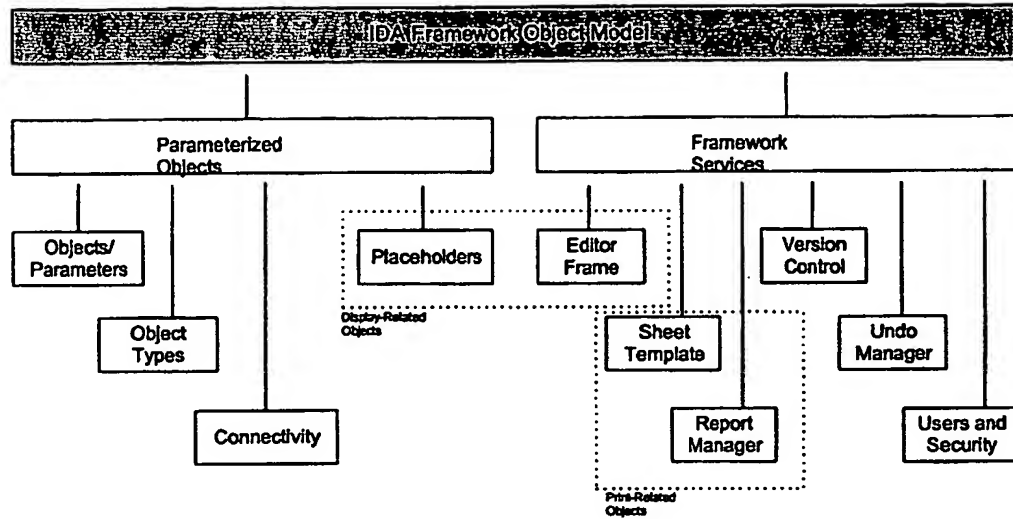 IDA Framework Object Model
Parameterized
Objects
Framework
Services
Objects/
Parameters
Placeholders
Editor
Frame
Version
Control
Display-Related
Objects
Object
Types
Sheet
Template
Undo
Manager
Connectivity
Report
Manager
Users and
Security
Print-Related
Objects